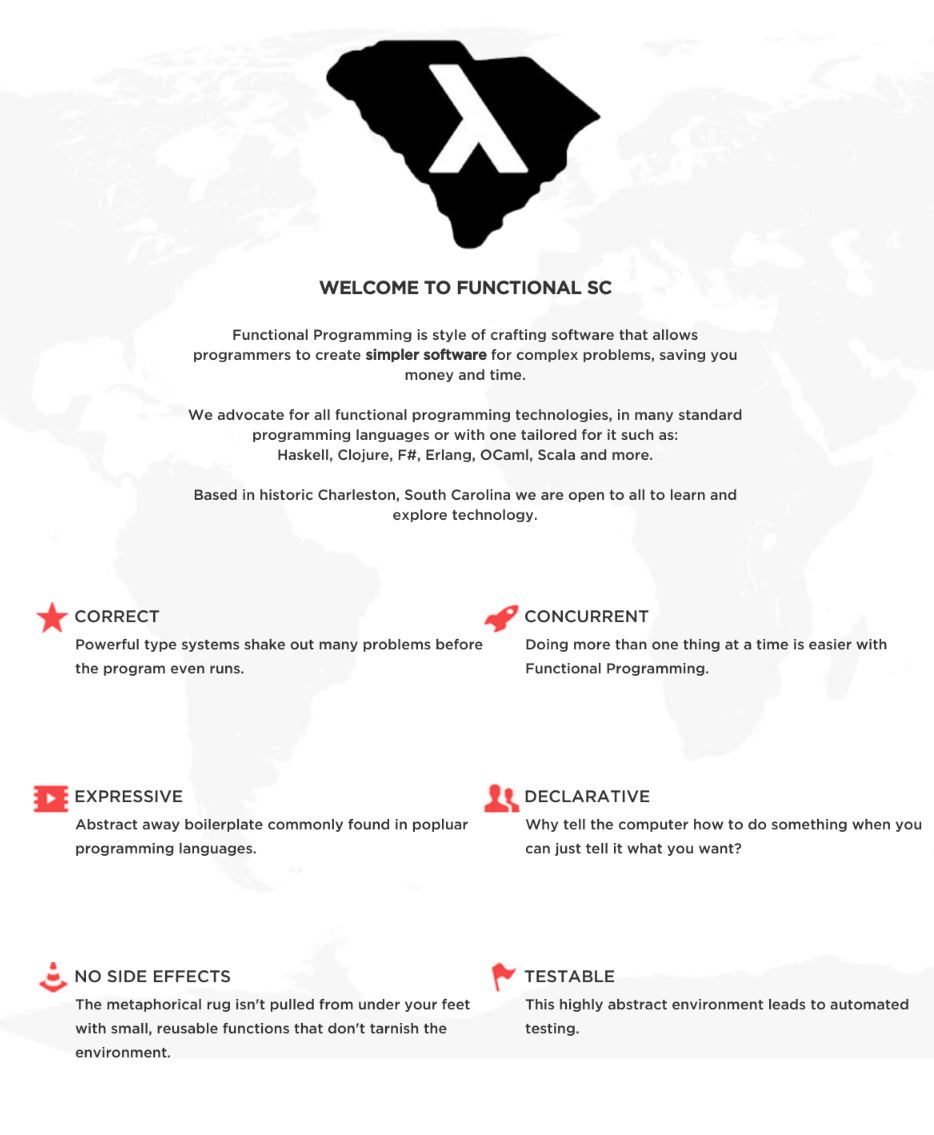 λ
WELCOME TO FUNCTIONAL SC
Functional Programming is style of crafting software that allows
programmers to create simpler software for complex problems, saving you
money and time.
We advocate for all functional programming technologies, in many standard
programming languages or with one tailored for it such as:
Haskell, Clojure, F#, Erlang, OCaml, Scala and more.
Based in historic Charleston, South Carolina we are open to all to learn and
explore technology.
CORRECT
Powerful type systems shake out many problems before
the program even runs.
CONCURRENT
Doing more than one thing at a time is easier with
Functional Programming.
EXPRESSIVE
Abstract away boilerplate commonly found in popluar
programming languages.
DECLARATIVE
Why tell the computer how to do something when you
can just tell it what you want?
NO SIDE EFFECTS
The metaphorical rug isn't pulled from under your feet
with small, reusable functions that don't tarnish the
environment.
TESTABLE
This highly abstract environment leads to automated
testing.